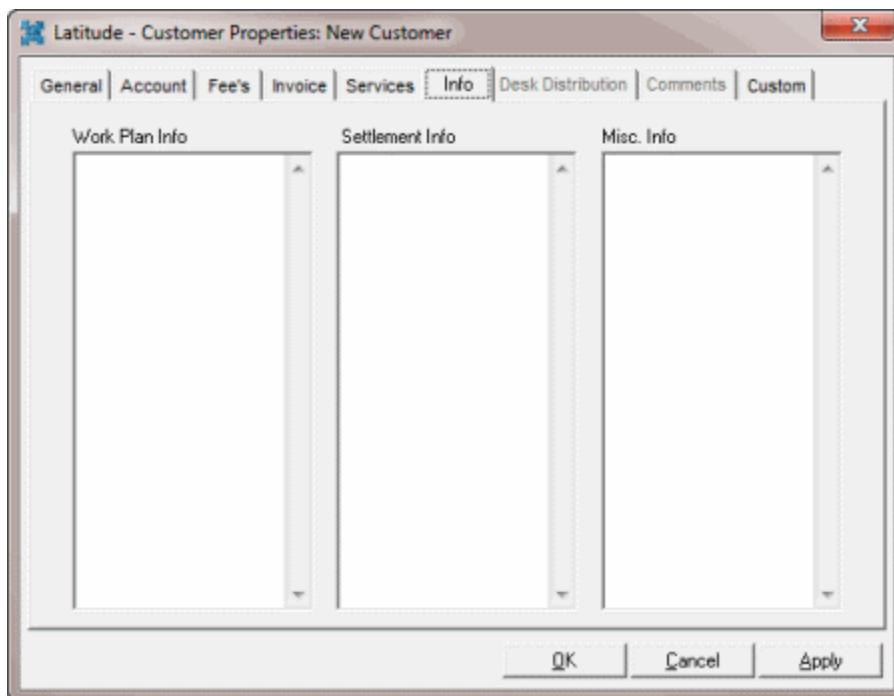 Latitude - Customer Properties: New Customer
General Account Fee's Invoice Services Info Desk Distribution Comments Custom
Work Plan Info Settlement Info Misc. Info
OK Cancel Apply